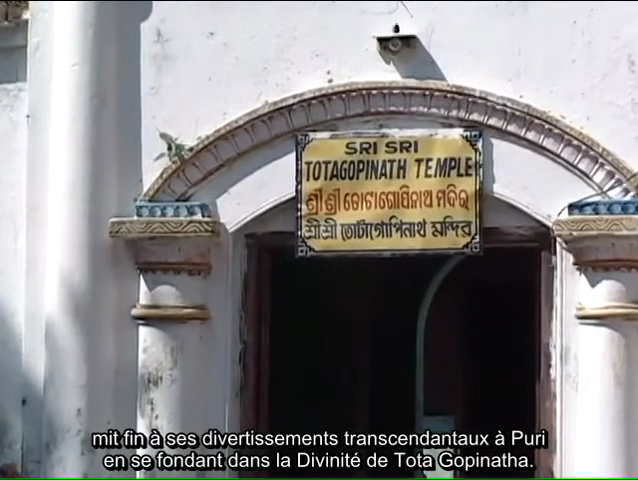 SRI SRI
TOTAGOPINATH TEMPLE
ଶ୍ରୀଶ୍ରୀ ତୋଟାଗୋପିନାଥ ମନ୍ଦିର
শ্রীশ্রী তোটাগোপিনাথ মন্দির
mit fin à ses divertissements transcendantaux à Puri
en se fondant dans la Divinité de Tota Gopinatha.